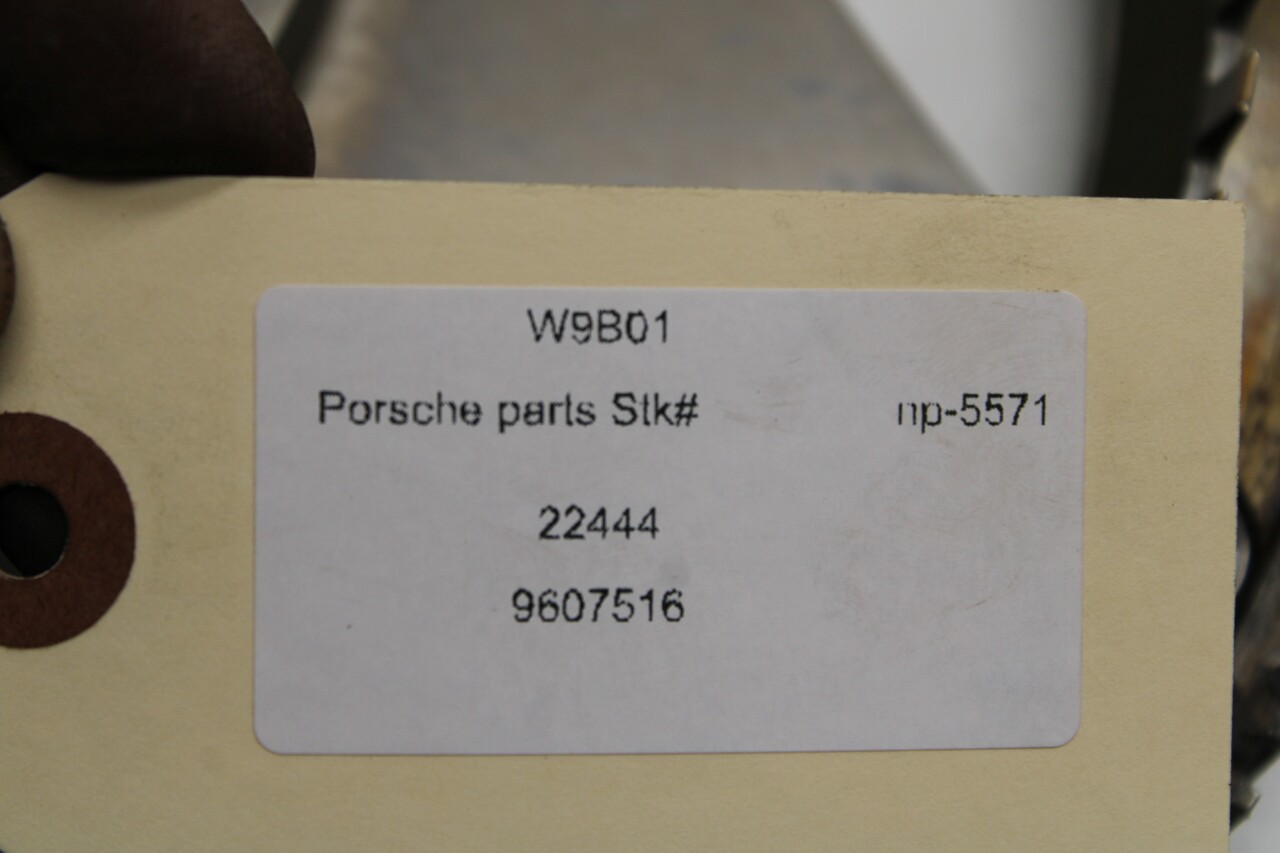 W9B01
Porsche parts Stk# np-5571
22444
9607516